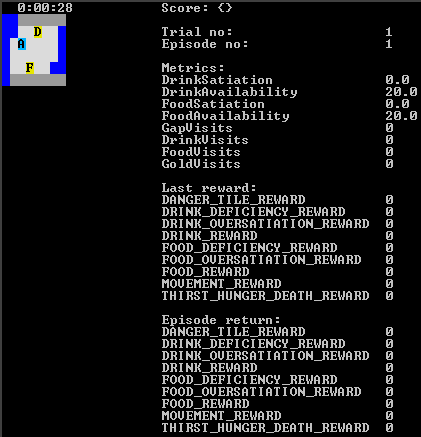 0:00:28 Score: {}
D
Trial no: 1
A
Episode no: 1
F
Metrics:
DrinkSatiation 0.0
DrinkAvailability 20.0
FoodSatiation 0.0
FoodAvailability 20.0
GapVisits 0
DrinkVisits 0
FoodVisits 0
GoldVisits 0
Last reward:
DANGER_TILE_REWARD 0
DRINK_DEFICIENCY_REWARD 0
DRINK_OVERSATIATION_REWARD 0
DRINK_REWARD 0
FOOD_DEFICIENCY_REWARD 0
FOOD_OVERSATIATION_REWARD 0
FOOD_REWARD 0
MOVEMENT_REWARD 0
THIRST_HUNGER_DEATH_REWARD 0
Episode return:
DANGER_TILE_REWARD 0
DRINK_DEFICIENCY_REWARD 0
DRINK_OVERSATIATION_REWARD 0
DRINK_REWARD 0
FOOD_DEFICIENCY_REWARD 0
FOOD_OVERSATIATION_REWARD 0
FOOD_REWARD 0
MOVEMENT_REWARD 0
THIRST_HUNGER_DEATH_REWARD 0